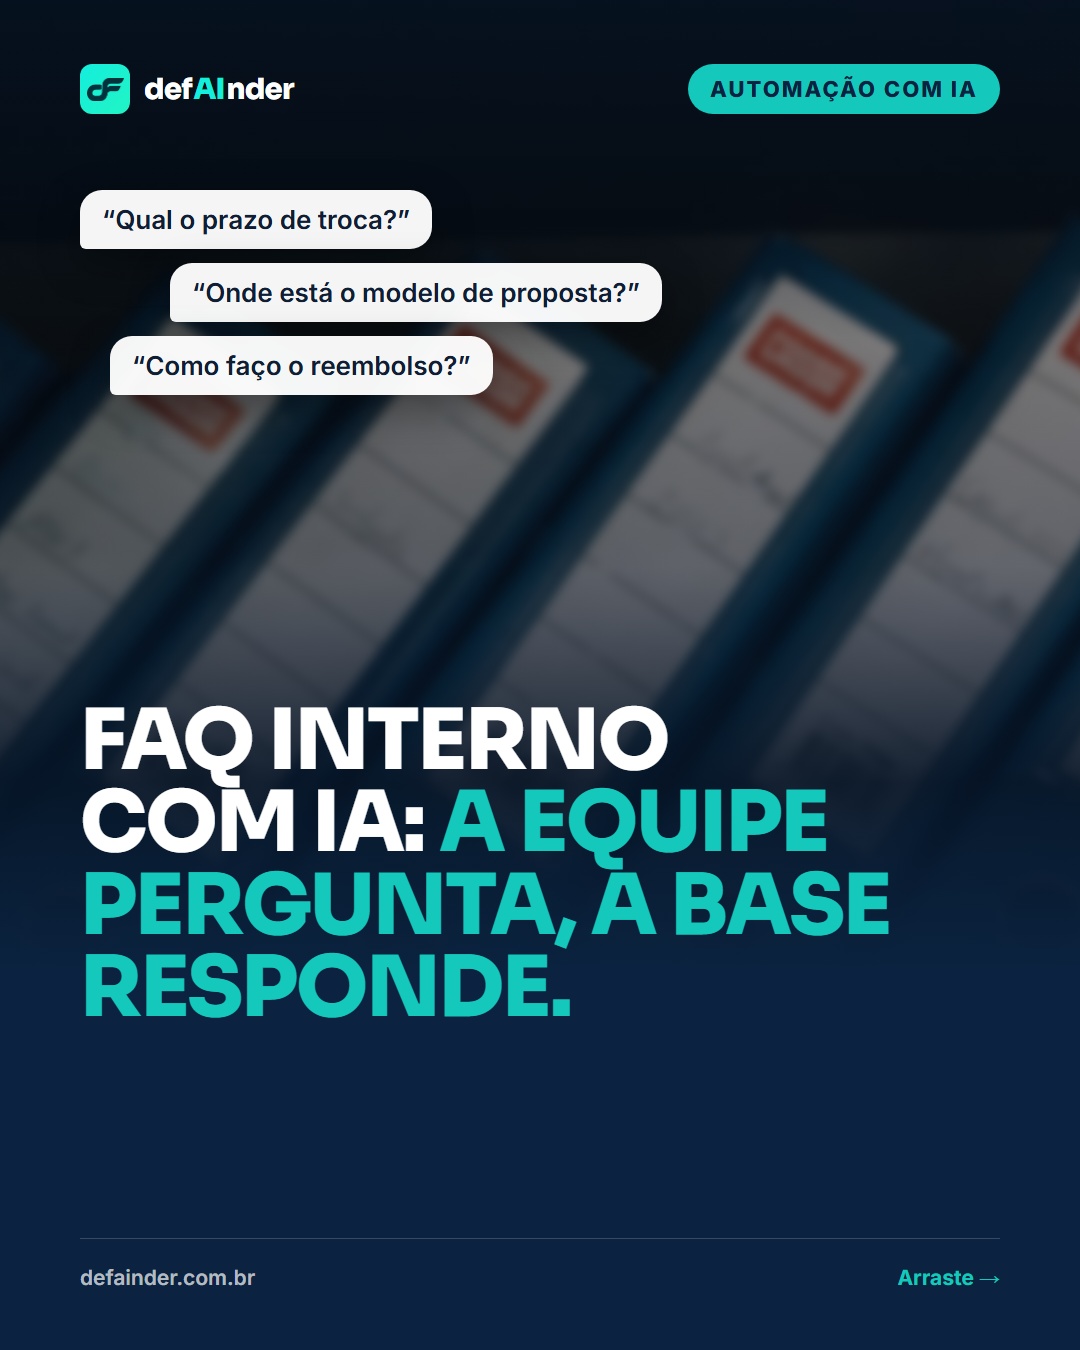 defAInder
AUTOMAÇÃO COM IA
“Qual o prazo de troca?”
“Onde está o modelo de proposta?”
“Como faço o reembolso?”
FAQ INTERNO
COM IA: A EQUIPE
PERGUNTA, A BASE
RESPONDE.
defainder.com.br
Arraste →